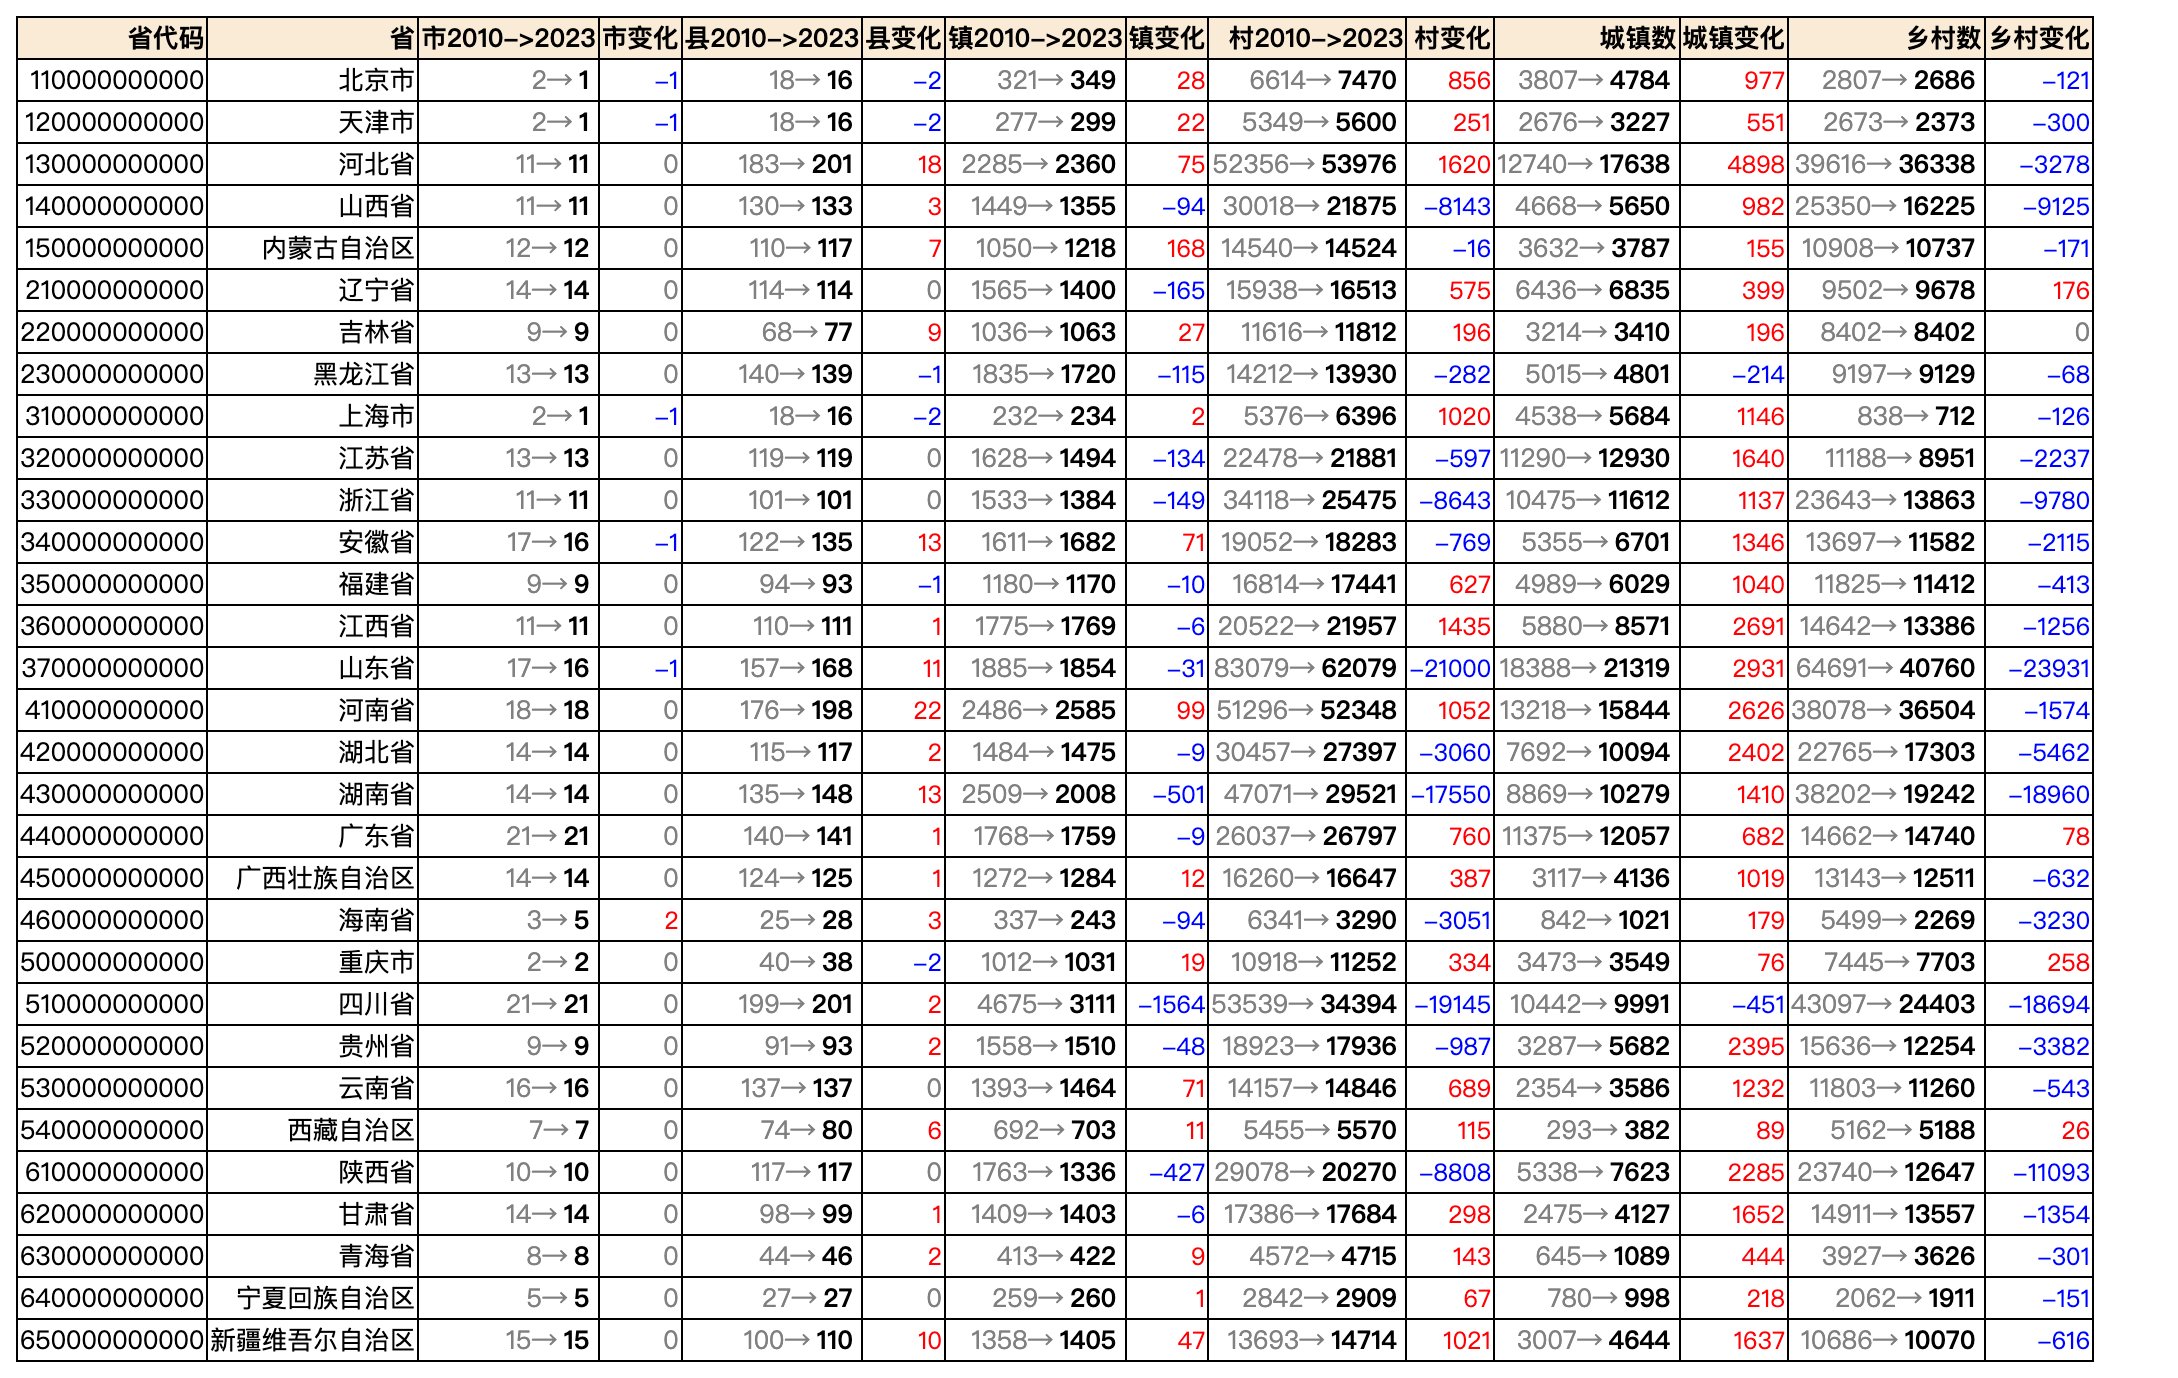 省代码 省 市2010–>2023 市变化 县2010–>2023 县变化 镇2010–>2023 镇变化 村2010–>2023 村变化 城镇数 城镇变化 乡村数 乡村变化
110000000000 北京市 2→ 1 –1 18→ 16 –2 321→ 349 28 6614→ 7470 856 3807→ 4784 977 2807→ 2686 –121
120000000000 天津市 2→ 1 –1 18→ 16 –2 277→ 299 22 5349→ 5600 251 2676→ 3227 551 2673→ 2373 –300
130000000000 河北省 11→ 11 0 183→ 201 18 2285→ 2360 75 52356→ 53976 1620 12740→ 17638 4898 39616→ 36338 –3278
140000000000 山西省 11→ 11 0 130→ 133 3 1449→ 1355 –94 30018→ 21875 –8143 4668→ 5650 982 25350→ 16225 –9125
150000000000 内蒙古自治区 12→ 12 0 110→ 117 7 1050→ 1218 168 14540→ 14524 –16 3632→ 3787 155 10908→ 10737 –171
210000000000 辽宁省 14→ 14 0 114→ 114 0 1565→ 1400 –165 15938→ 16513 575 6436→ 6835 399 9502→ 9678 176
220000000000 吉林省 9→ 9 0 68→ 77 9 1036→ 1063 27 11616→ 11812 196 3214→ 3410 196 8402→ 8402 0
230000000000 黑龙江省 13→ 13 0 140→ 139 –1 1835→ 1720 –115 14212→ 13930 –282 5015→ 4801 –214 9197→ 9129 –68
310000000000 上海市 2→ 1 –1 18→ 16 –2 232→ 234 2 5376→ 6396 1020 4538→ 5684 1146 838→ 712 –126
320000000000 江苏省 13→ 13 0 119→ 119 0 1628→ 1494 –134 22478→ 21881 –597 11290→ 12930 1640 11188→ 8951 –2237
330000000000 浙江省 11→ 11 0 101→ 101 0 1533→ 1384 –149 34118→ 25475 –8643 10475→ 11612 1137 23643→ 13863 –9780
340000000000 安徽省 17→ 16 –1 122→ 135 13 1611→ 1682 71 19052→ 18283 –769 5355→ 6701 1346 13697→ 11582 –2115
350000000000 福建省 9→ 9 0 94→ 93 –1 1180→ 1170 –10 16814→ 17441 627 4989→ 6029 1040 11825→ 11412 –413
360000000000 江西省 11→ 11 0 110→ 111 1 1775→ 1769 –6 20522→ 21957 1435 5880→ 8571 2691 14642→ 13386 –1256
370000000000 山东省 17→ 16 –1 157→ 168 11 1885→ 1854 –31 83079→ 62079 –21000 18388→ 21319 2931 64691→ 40760 –23931
410000000000 河南省 18→ 18 0 176→ 198 22 2486→ 2585 99 51296→ 52348 1052 13218→ 15844 2626 38078→ 36504 –1574
420000000000 湖北省 14→ 14 0 115→ 117 2 1484→ 1475 –9 30457→ 27397 –3060 7692→ 10094 2402 22765→ 17303 –5462
430000000000 湖南省 14→ 14 0 135→ 148 13 2509→ 2008 –501 47071→ 29521 –17550 8869→ 10279 1410 38202→ 19242 –18960
440000000000 广东省 21→ 21 0 140→ 141 1 1768→ 1759 –9 26037→ 26797 760 11375→ 12057 682 14662→ 14740 78
450000000000 广西壮族自治区 14→ 14 0 124→ 125 1 1272→ 1284 12 16260→ 16647 387 3117→ 4136 1019 13143→ 12511 –632
460000000000 海南省 3→ 5 2 25→ 28 3 337→ 243 –94 6341→ 3290 –3051 842→ 1021 179 5499→ 2269 –3230
500000000000 重庆市 2→ 2 0 40→ 38 –2 1012→ 1031 19 10918→ 11252 334 3473→ 3549 76 7445→ 7703 258
510000000000 四川省 21→ 21 0 199→ 201 2 4675→ 3111 –1564 53539→ 34394 –19145 10442→ 9991 –451 43097→ 24403 –18694
520000000000 贵州省 9→ 9 0 91→ 93 2 1558→ 1510 –48 18923→ 17936 –987 3287→ 5682 2395 15636→ 12254 –3382
530000000000 云南省 16→ 16 0 137→ 137 0 1393→ 1464 71 14157→ 14846 689 2354→ 3586 1232 11803→ 11260 –543
540000000000 西藏自治区 7→ 7 0 74→ 80 6 692→ 703 11 5455→ 5570 115 293→ 382 89 5162→ 5188 26
610000000000 陕西省 10→ 10 0 117→ 117 0 1763→ 1336 –427 29078→ 20270 –8808 5338→ 7623 2285 23740→ 12647 –11093
620000000000 甘肃省 14→ 14 0 98→ 99 1 1409→ 1403 –6 17386→ 17684 298 2475→ 4127 1652 14911→ 13557 –1354
630000000000 青海省 8→ 8 0 44→ 46 2 413→ 422 9 4572→ 4715 143 645→ 1089 444 3927→ 3626 –301
640000000000 宁夏回族自治区 5→ 5 0 27→ 27 0 259→ 260 1 2842→ 2909 67 780→ 998 218 2062→ 1911 –151
650000000000 新疆维吾尔自治区 15→ 15 0 100→ 110 10 1358→ 1405 47 13693→ 14714 1021 3007→ 4644 1637 10686→ 10070 –616